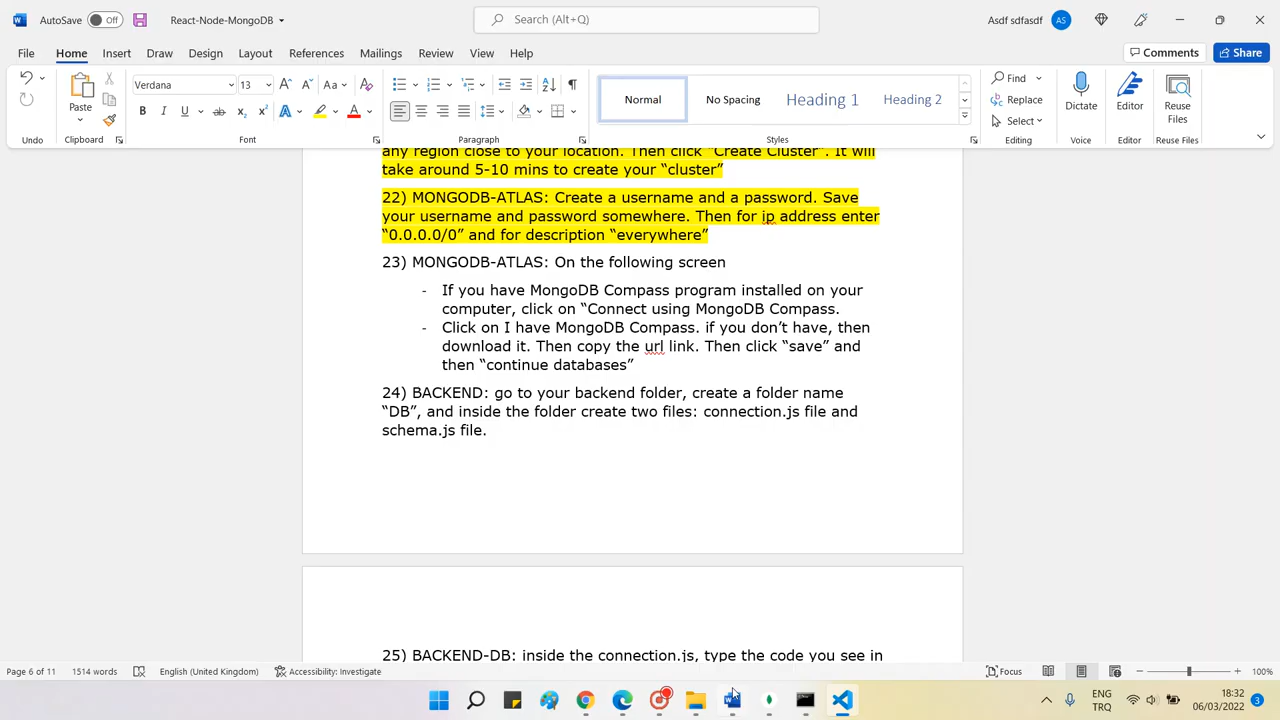 AutoSave Off React-Node-MongoDB Search (Alt+Q) Asdf sdfasdf AS
File Home Insert Draw Design Layout References Mailings Review View Help Comments Share
Verdana 13 Aa Normal No Spacing Heading 1 Heading 2 Find
Paste Replace Dictate Editor Reuse Files
B I U ab x₂ x² A A Select
Undo Clipboard Font Paragraph Styles Editing Voice Editor Reuse Files
any region close to your location. Then click “Create Cluster”. It will
take around 5-10 mins to create your “cluster”
22) MONGODB-ATLAS: Create a username and a password. Save
your username and password somewhere. Then for ip address enter
“0.0.0.0/0” and for description “everywhere”
23) MONGODB-ATLAS: On the following screen
- If you have MongoDB Compass program installed on your
computer, click on “Connect using MongoDB Compass.
- Click on I have MongoDB Compass. if you don’t have, then
download it. Then copy the url link. Then click “save” and
then “continue databases”
24) BACKEND: go to your backend folder, create a folder name
“DB”, and inside the folder create two files: connection.js file and
schema.js file.
25) BACKEND-DB: inside the connection.js, type the code you see in
Page 6 of 11 1514 words English (United Kingdom) Accessibility: Investigate Focus 100%
ENG 18:32
TRQ 06/03/2022 3